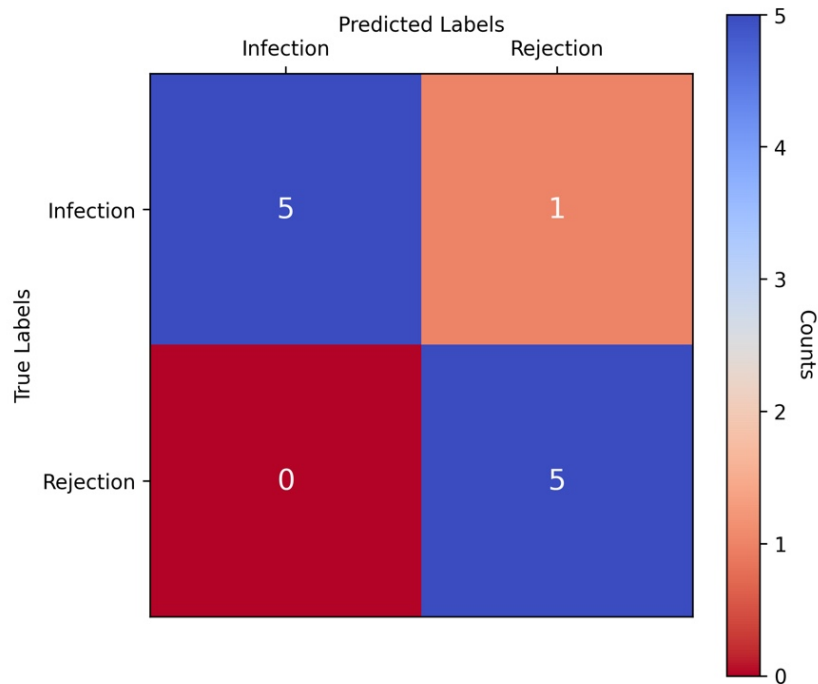 Predicted Labels
Infection Rejection
True Labels
Infection
5 1
Rejection
0 5
5
4
3
2
1
0
Counts